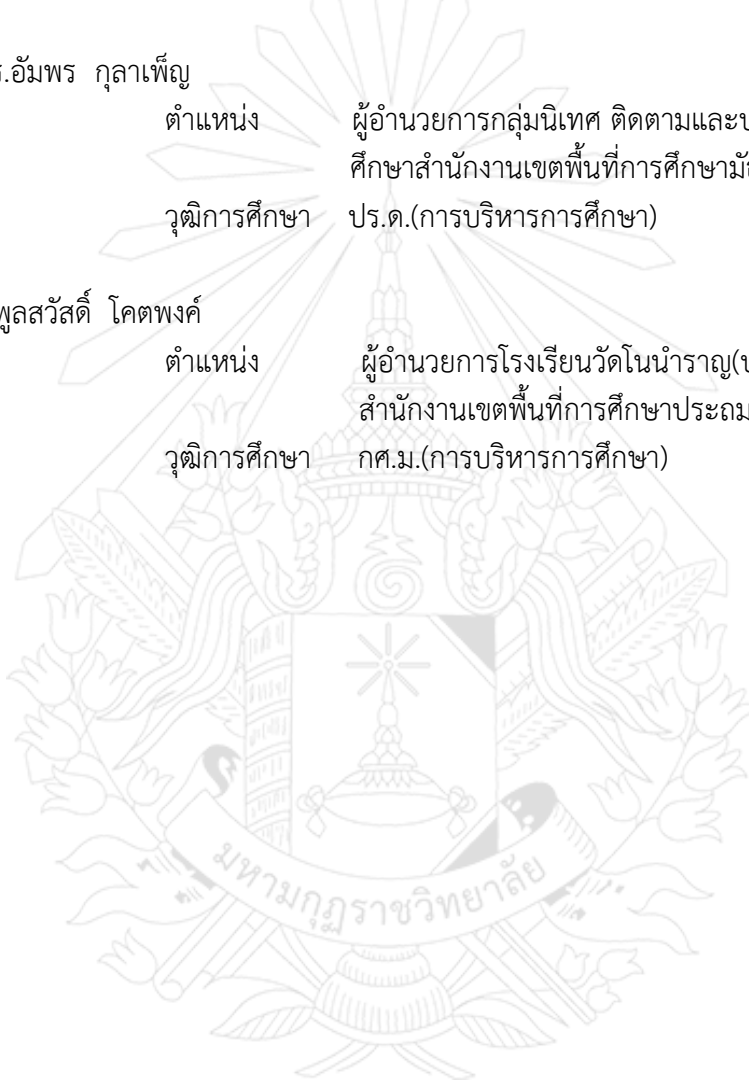 อัมพร กุลาเพ็ญ
ตำแหน่ง ผู้อำนวยการกลุ่มนิเทศ ติดตามและ
ศึกษาสำนักงานเขตพื้นที่การศึกษา
วุฒิการศึกษา ปร.ด.(การบริหารการศึกษา)
พูลสวัสดิ์ โคตพงค์
ตำแหน่ง ผู้อำนวยการโรงเรียนวัดโนนำราญ(
สำนักงานเขตพื้นที่การศึกษาประถม
วุฒิการศึกษา กศ.ม.(การบริหารการศึกษา)
มหามกุฏราชวิทยาลัย